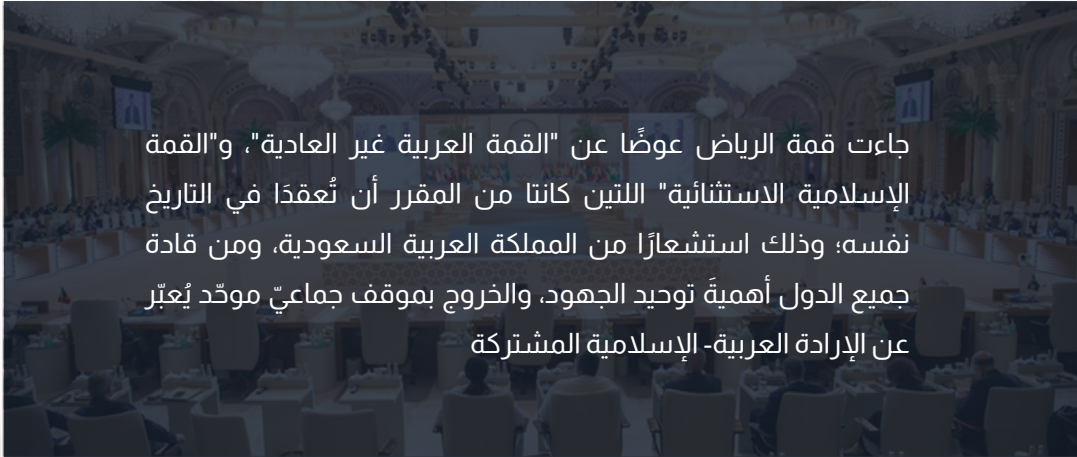 جاءت قمة الرياض عوضًا عن "القمة العربية غير العادية"، و"القمة
الإسلامية الاستثنائية" اللتين كانتا من المقرر أن تُعقدَا في التاريخ
نفسه؛ وذلك استشعارًا من المملكة العربية السعودية، ومن قادة
جميع الدول أهميةَ توحيد الجهود، والخروج بموقف جماعيّ موحّد يُعبّر
عن الإرادة العربية- الإسلامية المشتركة